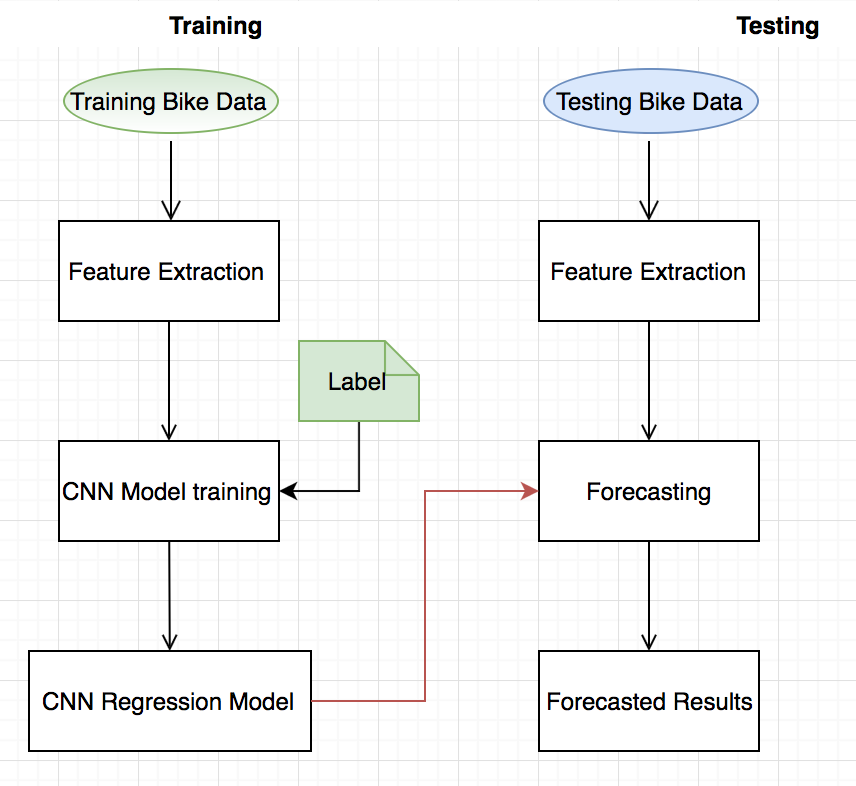 Training
Testing
Training Bike Data
Testing Bike Data
Feature Extraction
Feature Extraction
Label
CNN Model training
Forecasting
CNN Regression Model
Forecasted Results